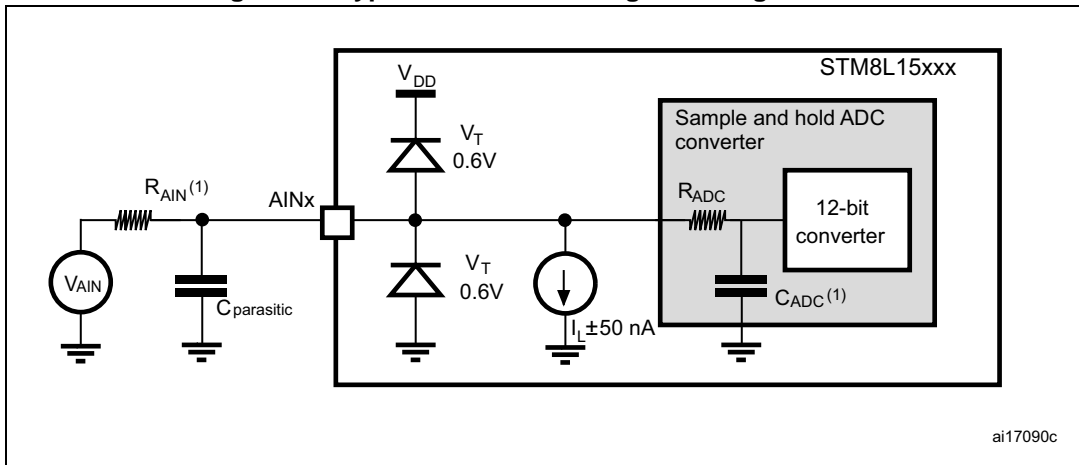 STM8L15xxx
VDD
Sample and hold ADC
converter
VT
0.6V
RAIN(1)
AINx
RADC
12-bit
converter
VAIN
Cparasitic
VT
0.6V
IL±50 nA
CADC(1)
ai17090c